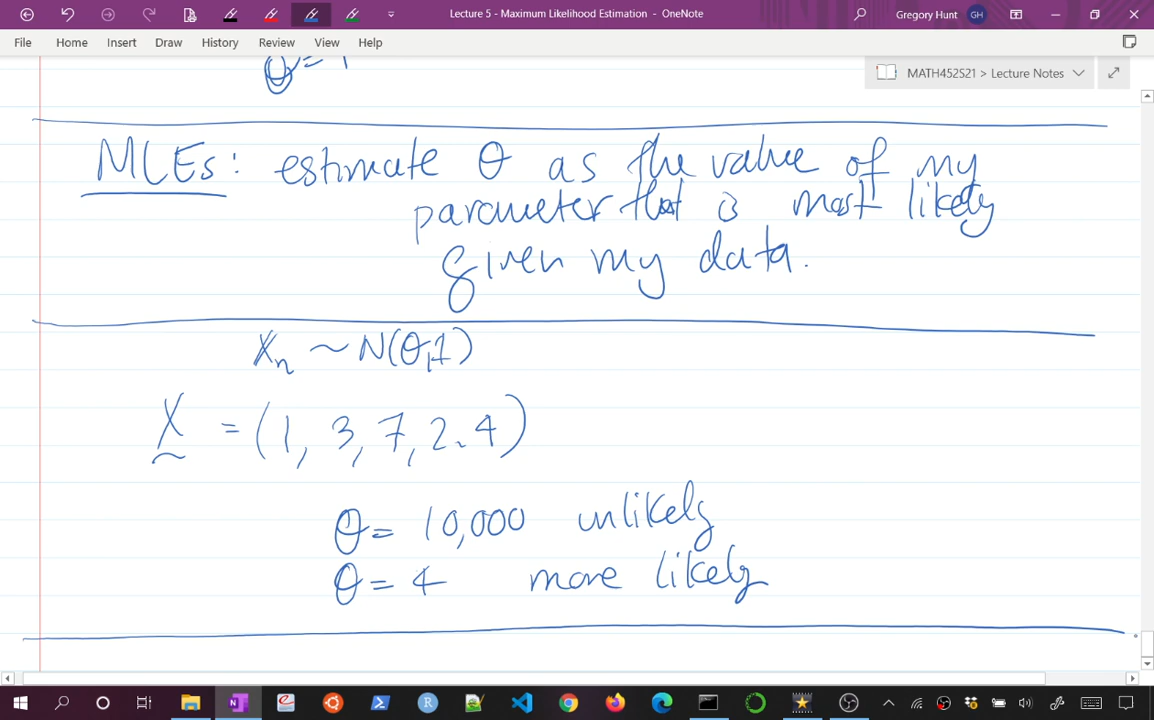 Lecture 5 - Maximum Likelihood Estimation - OneNote
Gregory Hunt GH
File Home Insert Draw History Review View Help
MATH452S21 > Lecture Notes
θ = 1
MLEs: estimate θ as the value of my
parameter that is most likely
given my data.
Xn ~ N(θ,1)
X = (1, 3, 7, 2.4)
θ = 10,000 unlikely
θ = 4 more likely